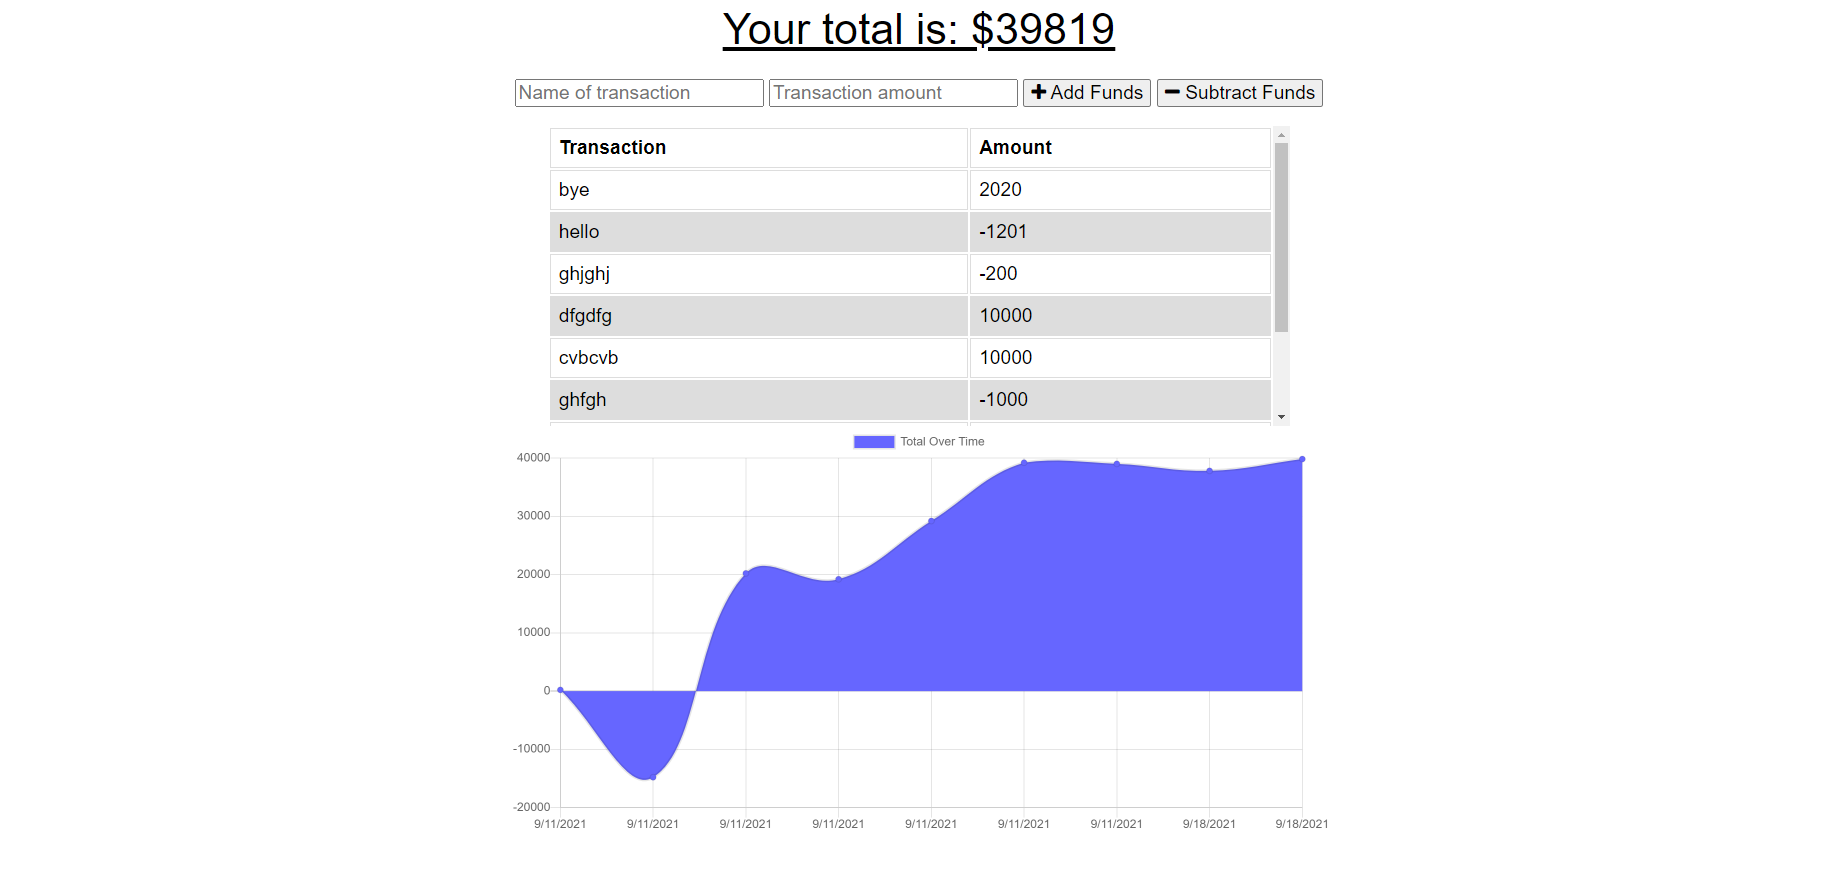 Your total is: $39819
Name of transaction Transaction amount Add Funds Subtract Funds
Transaction Amount
bye 2020
hello -1201
ghjghj -200
dfgdfg 10000
cvbcvb 10000
ghfgh -1000
Total Over Time
40000
30000
20000
10000
0
-10000
-20000
9/11/2021 9/11/2021 9/11/2021 9/11/2021 9/11/2021 9/11/2021 9/11/2021 9/18/2021 9/18/2021